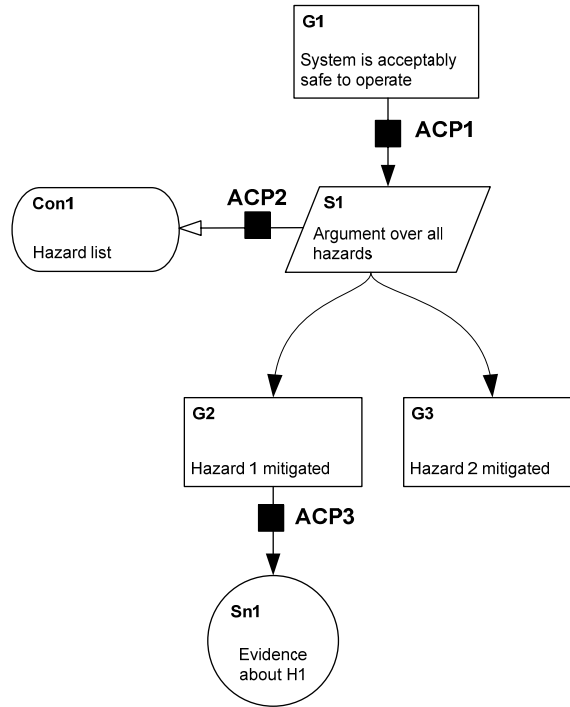 G1
System is acceptably
safe to operate
ACP1
ACP2
Con1
Hazard list
S1
Argument over all
hazards
G2
Hazard 1 mitigated
G3
Hazard 2 mitigated
ACP3
Sn1
Evidence
about H1